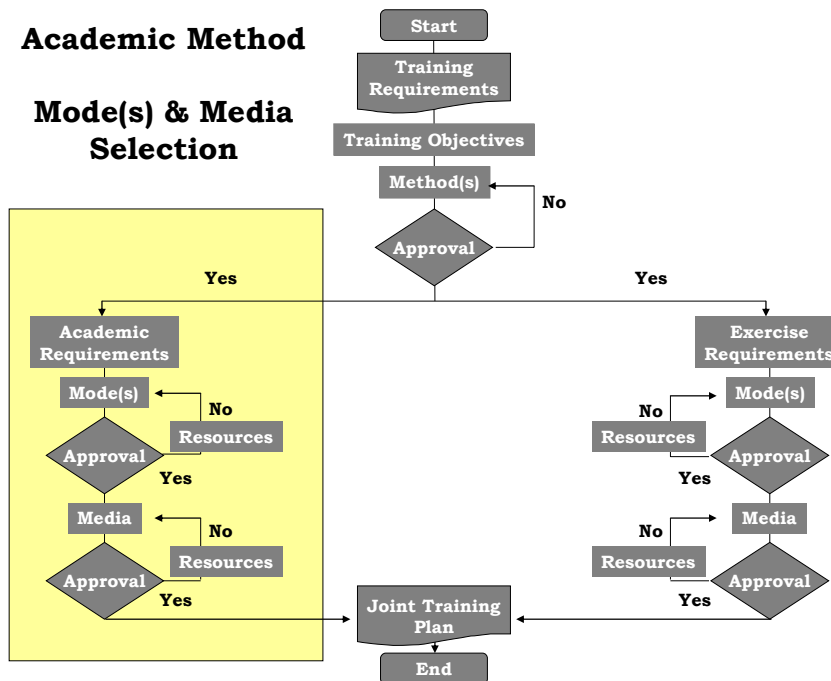 Academic Method
Mode(s) & Media
Selection
Start
Training
Requirements
Training Objectives
Method(s)
No
Approval
Yes
Yes
Academic
Requirements
Mode(s)
No
Resources
Approval
Yes
Media
No
Resources
Approval
Yes
Exercise
Requirements
Mode(s)
No
Resources
Approval
Yes
Media
No
Resources
Approval
Yes
Joint Training
Plan
End